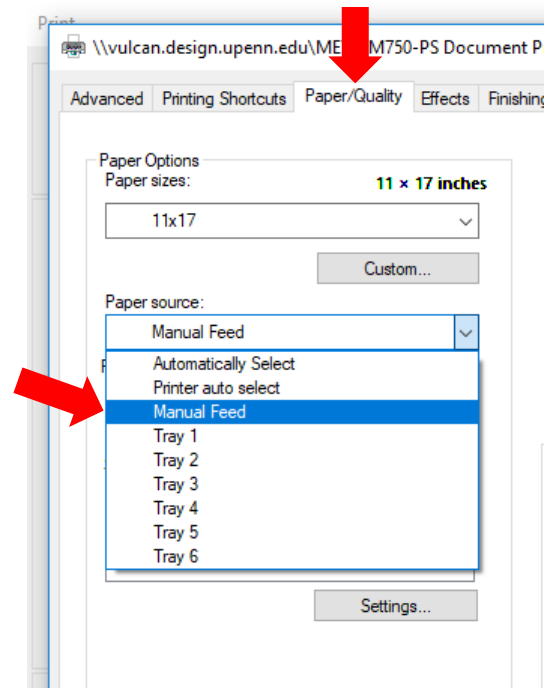 Print
\\vulcan.design.upenn.edu\ME M750-PS Document P
Advanced Printing Shortcuts Paper/Quality Effects Finishing
Paper Options
Paper sizes:
11 × 17 inches
11x17
Custom...
Paper source:
Manual Feed
Automatically Select
Printer auto select
Manual Feed
Tray 1
Tray 2
Tray 3
Tray 4
Tray 5
Tray 6
Settings...